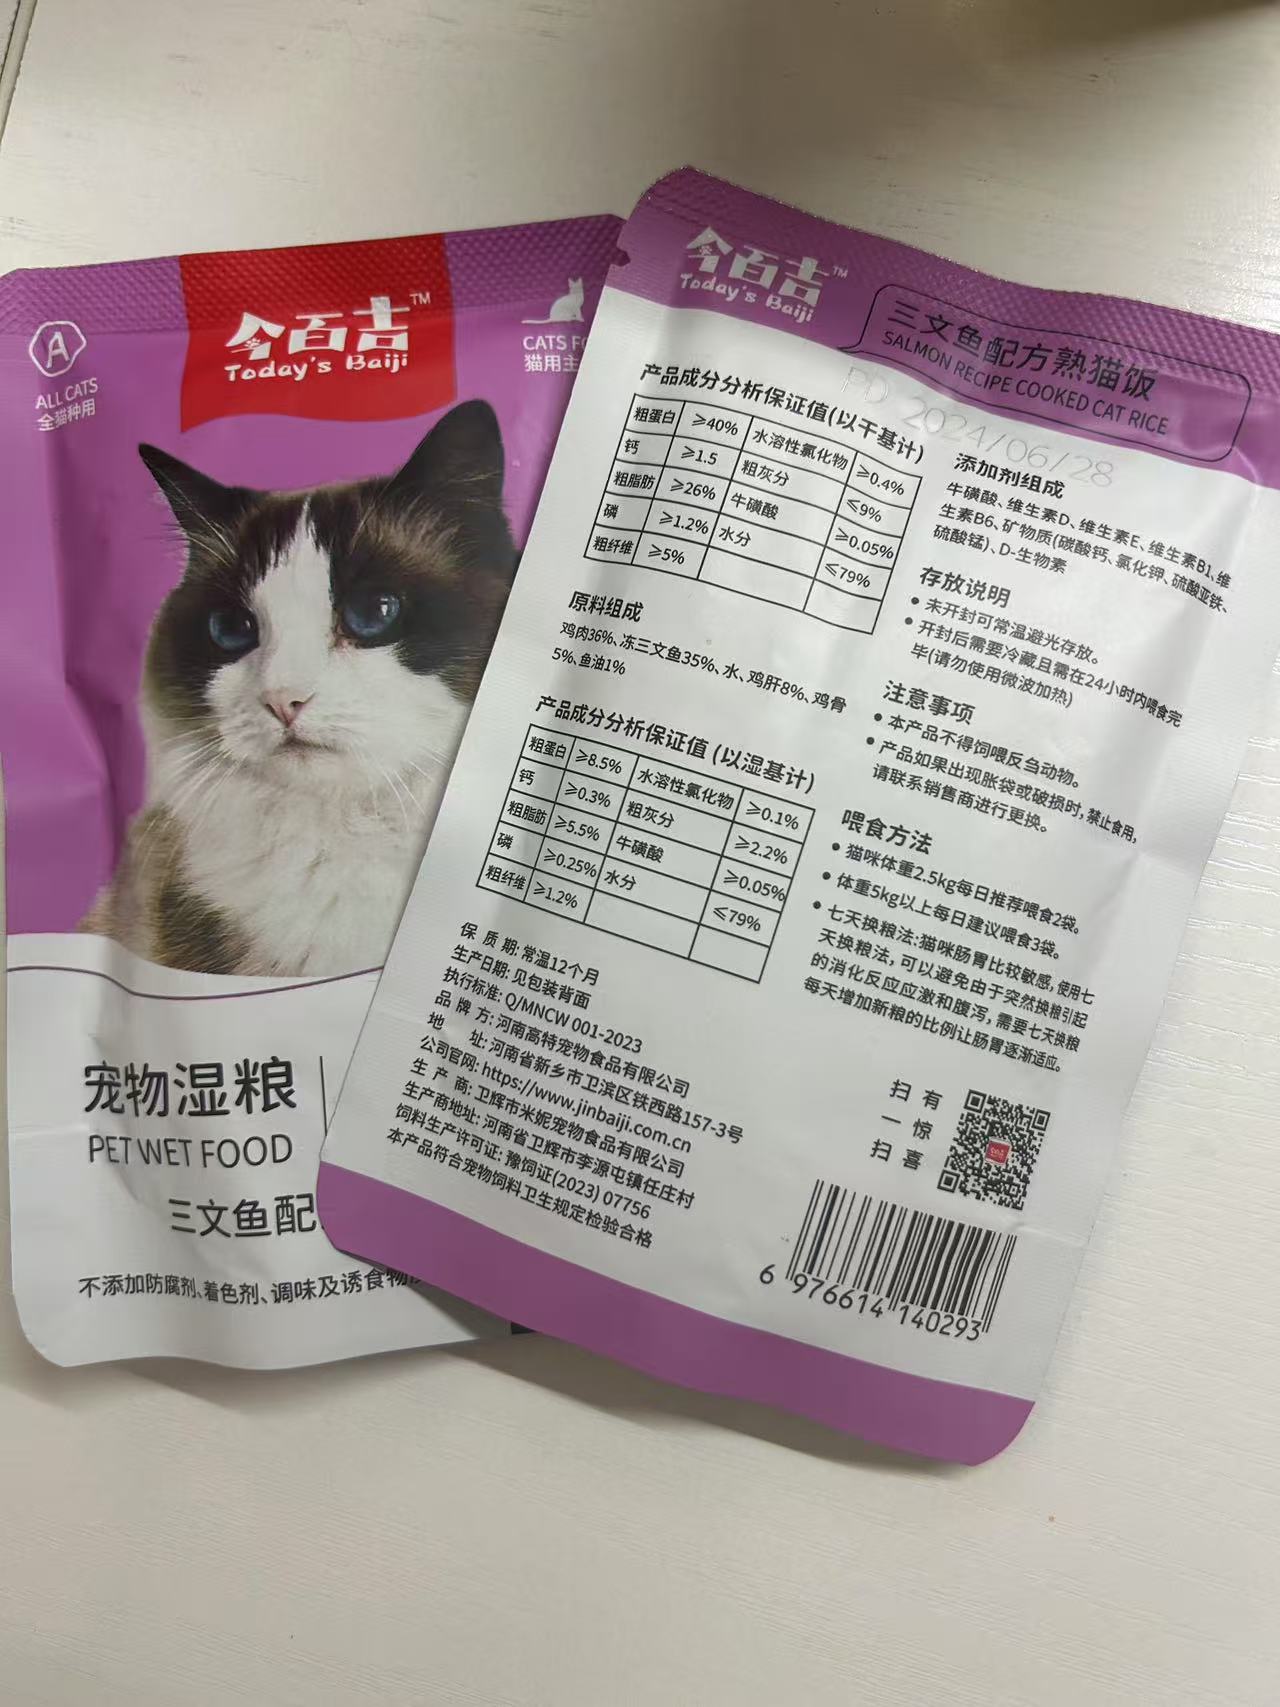 今百吉™
Today's Baiji
A
ALL CATS
全猫种用
CATS
猫用主
宠物湿粮
PET WET FOOD
三文鱼配
不添加防腐剂、着色剂、调味及诱食
今百吉™
Today's Baiji
三文鱼配方熟猫饭
SALMON RECIPE COOKED CAT RICE
PD 2024/06/28
产品成分分析保证值(以干基计)
粗蛋白 ≥40% 水溶性氯化物 ≥0.4%
钙 ≥1.5 粗灰分 ≤9%
粗脂肪 ≥26% 牛磺酸 ≥0.05%
磷 ≥1.2% 水分 ≤79%
粗纤维 ≥5%
原料组成
鸡肉36%、冻三文鱼35%、水、鸡肝8%、鸡骨
5%、鱼油1%
产品成分分析保证值 (以湿基计)
粗蛋白 ≥8.5% 水溶性氯化物 ≥0.1%
钙 ≥0.3% 粗灰分 ≥2.2%
粗脂肪 ≥5.5% 牛磺酸 ≥0.05%
磷 ≥0.25% 水分 ≤79%
粗纤维 ≥1.2%
保 质 期: 常温12个月
生产日期: 见包装背面
执行标准: Q/MNCW 001-2023
品 牌 方: 河南高特宠物食品有限公司
地 址: 河南省新乡市卫滨区铁西路157-3号
公司官网: https://www.jinbaiji.com.cn
生 产 商: 卫辉市米妮宠物食品有限公司
生产商地址: 河南省卫辉市李源屯镇任庄村
饲料生产许可证: 豫饲证(2023) 07756
本产品符合宠物饲料卫生规定检验合格
添加剂组成
牛磺酸、维生素D、维生素E、维生素B1、维
生素B6、矿物质(碳酸钙、氯化钾、硫酸亚铁、
硫酸锰)、D-生物素
存放说明
• 未开封可常温避光存放。
• 开封后需要冷藏且需在24小时内喂食完
毕(请勿使用微波加热)
注意事项
• 本产品不得饲喂反刍动物。
• 产品如果出现胀袋或破损时,禁止食用,
请联系销售商进行更换。
喂食方法
• 猫咪体重2.5kg每日推荐喂食2袋。
• 体重5kg以上每日建议喂食3袋。
• 七天换粮法:猫咪肠胃比较敏感,使用七
天换粮法,可以避免由于突然换粮引起
的消化反应应激和腹泻,需要七天换粮
每天增加新粮的比例让肠胃逐渐适应。
扫一扫
有惊喜
6 976614 140293